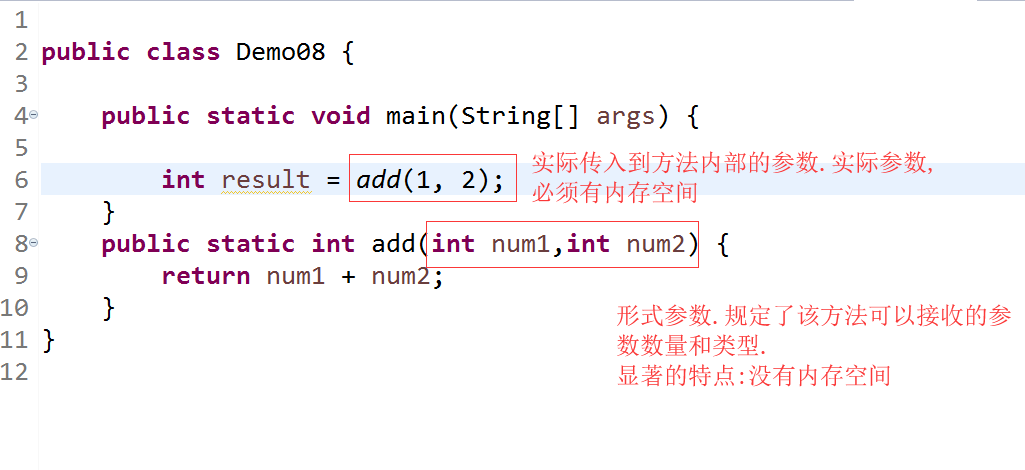 1
2 public class Demo08 {
3
4 public static void main(String[] args) {
5
实际传入到方法内部的参数.实际参数,
6 int result = add(1, 2);
必须有内存空间
7 }
8 public static int add(int num1,int num2) {
9 return num1 + num2;
10 }
形式参数.规定了该方法可以接收的参
11 }
数数量和类型.
12
显著的特点:没有内存空间